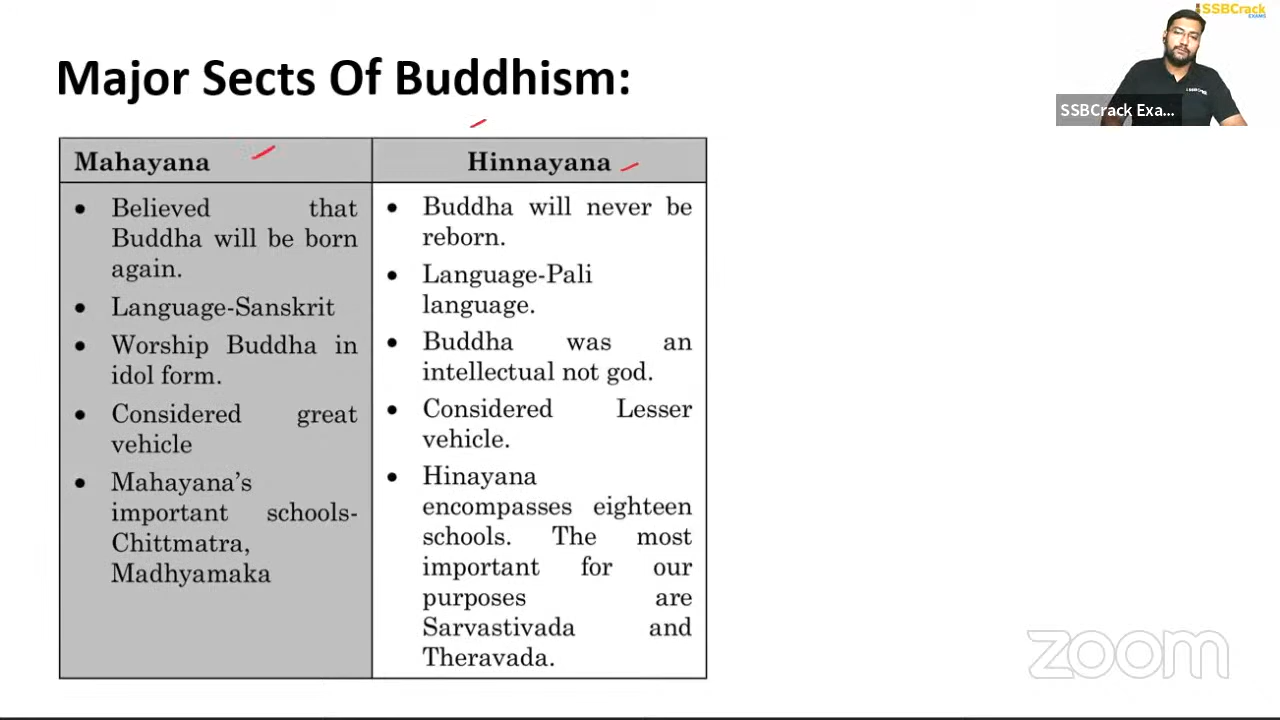 SSBCrack
EXAMS
Major Sects Of Buddhism:
SSBCrack Exa...
Mahayana
Believed that
Buddha will be born
again.
Language-Sanskrit
Worship Buddha in
idol form.
Considered great
vehicle
Mahayana's
important schools-
Chittmatra,
Madhyamaka
Hinnayana
Buddha will never be
reborn.
Language-Pali
language.
Buddha was an
intellectual not god.
Considered Lesser
vehicle.
Hinayana
encompasses eighteen
schools. The most
important for our
purposes are
Sarvastivada and
Theravada.
zoom